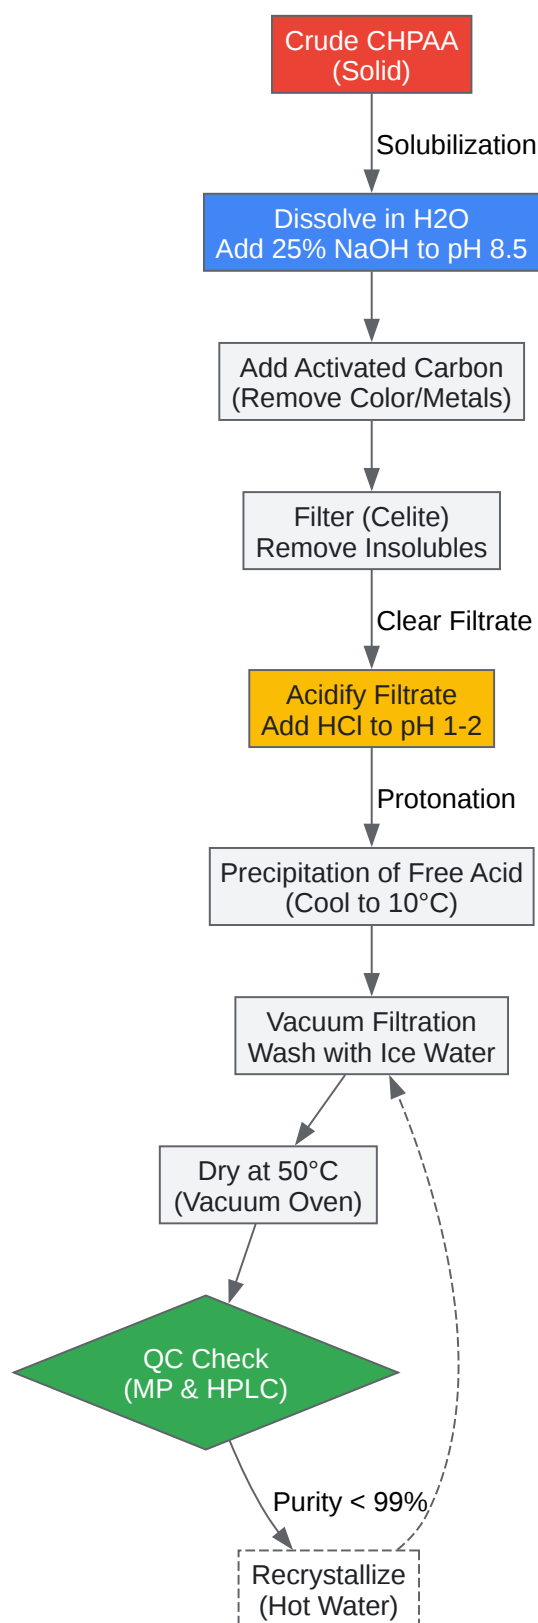 Crude CHPAA
(Solid)
Solubilization
Dissolve in H2O
Add 25% NaOH to pH 8.5
Add Activated Carbon
(Remove Color/Metals)
Filter (Celite)
Remove Insolubles
Clear Filtrate
Acidify Filtrate
Add HCl to pH 1-2
Protonation
Precipitation of Free Acid
(Cool to 10°C)
Vacuum Filtration
Wash with Ice Water
Dry at 50°C
(Vacuum Oven)
QC Check
(MP & HPLC)
Purity < 99%
Recrystallize
(Hot Water)